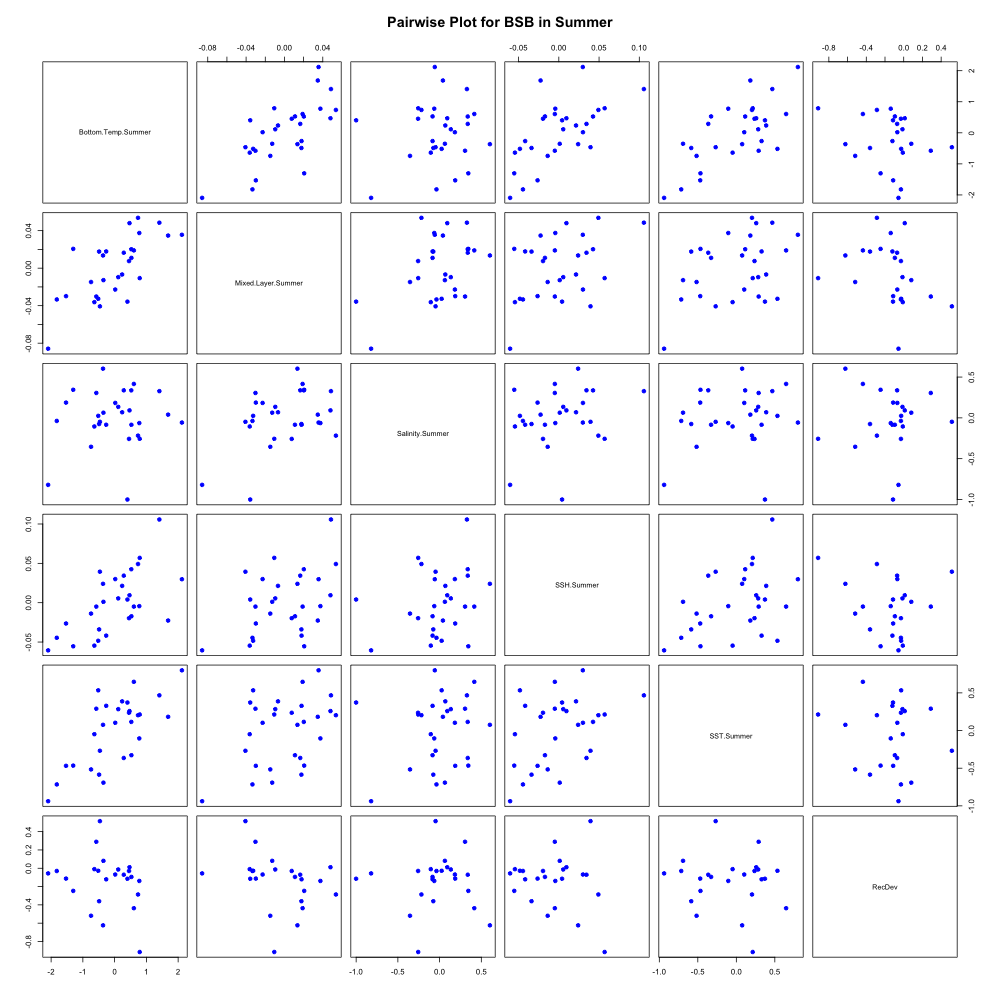 Pairwise Plot for BSB in Summer
-0.08 -0.04 0.00 0.04 -0.05 0.00 0.05 0.10 -0.8 -0.4 0.0 0.2 0.4
Bottom.Temp.Summer
2
1
0
-1
-2
0.04
0.00
-0.04
-0.08
Mixed.Layer.Summer
Salinity.Summer
0.5
0.0
-0.5
-1.0
0.10
0.05
0.00
-0.05
SSH.Summer
SST.Summer
0.5
0.0
-0.5
-1.0
0.4
0.2
0.0
-0.4
-0.8
RecDev
-2 -1 0 1 2 -1.0 -0.5 0.0 0.5 -1.0 -0.5 0.0 0.5